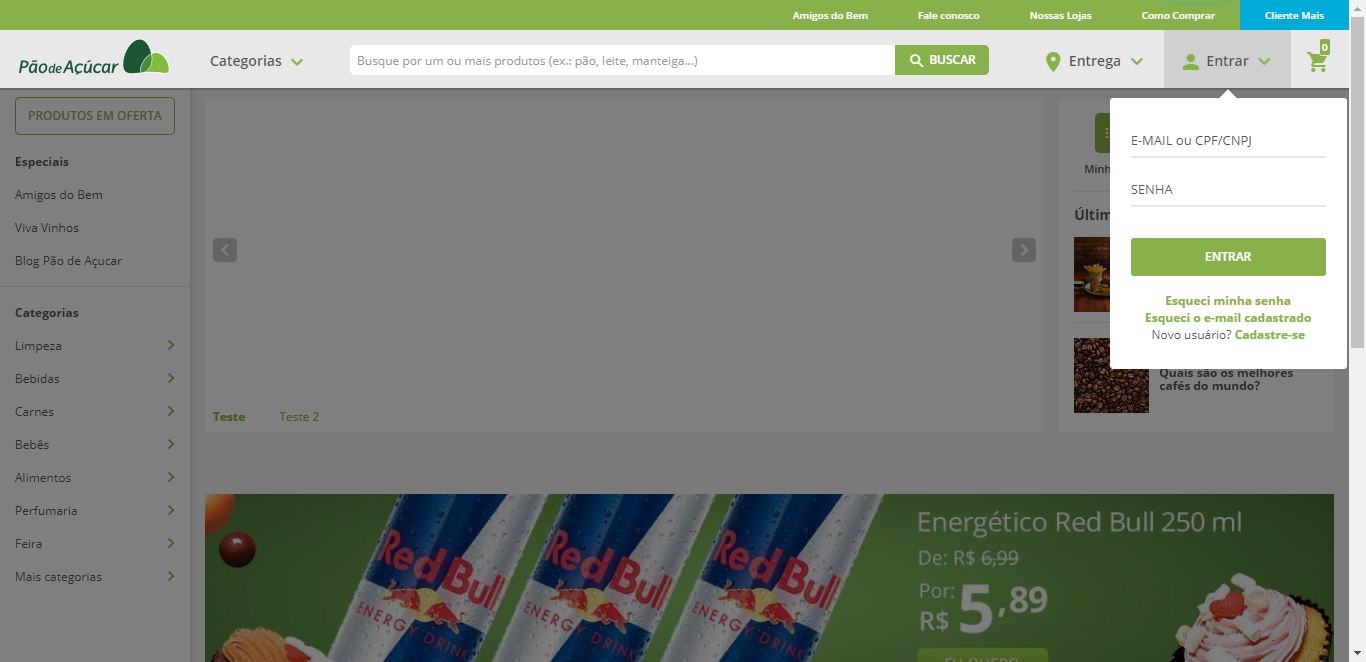 Amigos do Bem
Fale conosco
Nossas Lojas
Como Comprar
Cliente Mais
Pão de Açúcar
Categorias
Busque por um ou mais produtos (ex.: pão, leite, manteiga...)
BUSCAR
Entrega
Entrar
0
PRODUTOS EM OFERTA
Especiais
Amigos do Bem
Viva Vinhos
Blog Pão de Açucar
Categorias
Limpeza
Bebidas
Carnes
Bebês
Alimentos
Perfumaria
Feira
Mais categorias
Teste
Teste 2
E-MAIL ou CPF/CNPJ
SENHA
ENTRAR
Esqueci minha senha
Esqueci o e-mail cadastrado
Novo usuário? Cadastre-se
Quais são os melhores
cafés do mundo?
Energético Red Bull 250 ml
De: R$ 6,99
Por:
R$ 5,89
EU QUERO
Red Bull
ENERGY DRINK
Red Bull
ENERGY DRINK
Red Bull
ENERGY DRINK